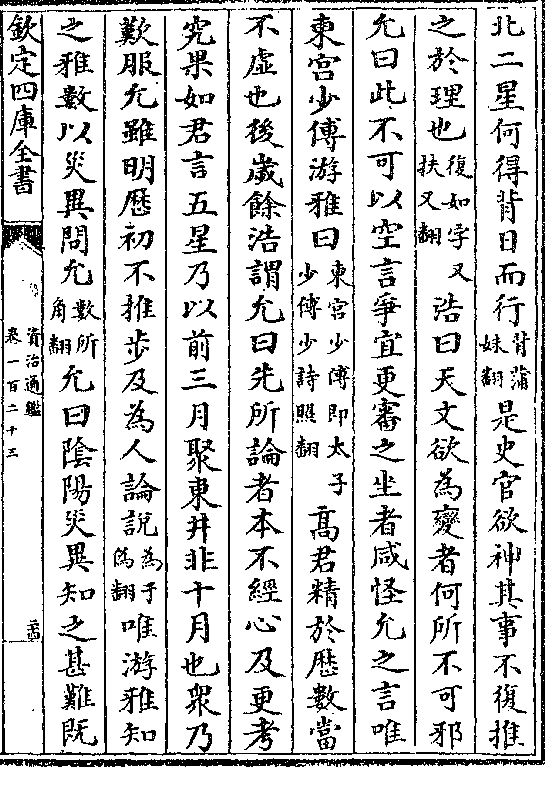 北二星何得背日而行背蒲妹翻是史官欲神其事不復推
之於理也復如字又扶又翻浩曰天文欲為變者何所不可邪
允曰此不可以空言爭宜更審之坐者咸怪允之言唯
東宮少傅游雅曰東宮少傅即太子少傅少詩照翻高君精於厯數當
不虛也後歲餘浩謂允曰先所論者本不經心及更考
究果如君言五星乃以前三月聚東井非十月也衆乃
歎服允雖明厯初不推步及為人論說為于偽翻唯游雅知
之雅數以災異問允數所角翻允曰陰陽災異知之甚難既
欽定四庫全書
資治通鑑
卷一百二十三